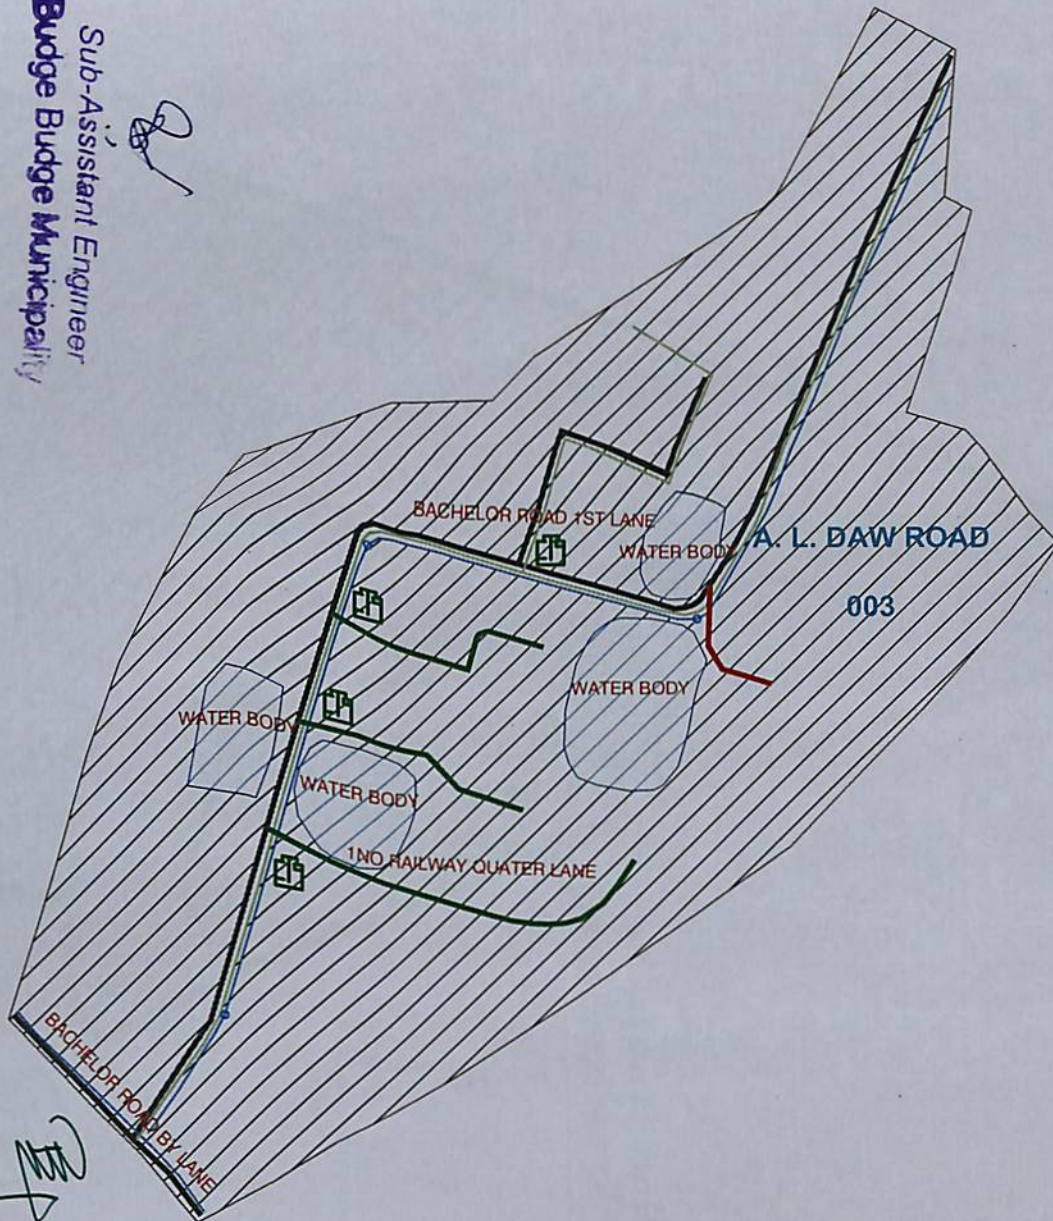 Sub-Assistant Engineer
Budge Budge Municipality
BACHELOR ROAD 1ST LANE
WATER BODY
A. L. DAW ROAD
003
WATER BODY
WATER BODY
WATER BODY
1NO RAILWAY QUATER LANE
BACHELOR ROAD BY LANE